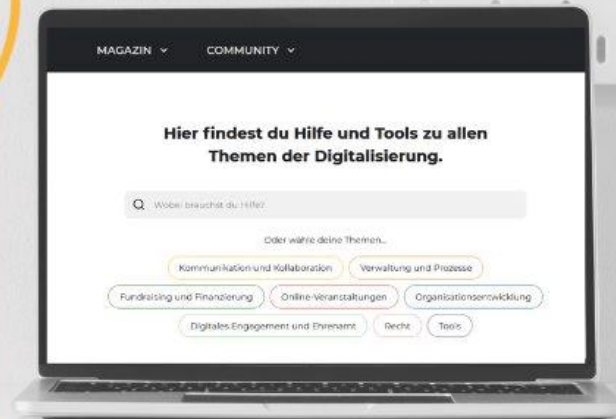 MAGAZIN COMMUNITY
Hier findest du Hilfe und Tools zu allen
Themen der Digitalisierung.
Wobei brauchst du Hilfe?
Oder wähle deine Themen...
Kommunikation und Kollaboration Verwaltung und Prozesse
Fundraising und Finanzierung Online-Veranstaltungen Organisationsentwicklung
Digitales Engagement und Ehrenamt Recht Tools